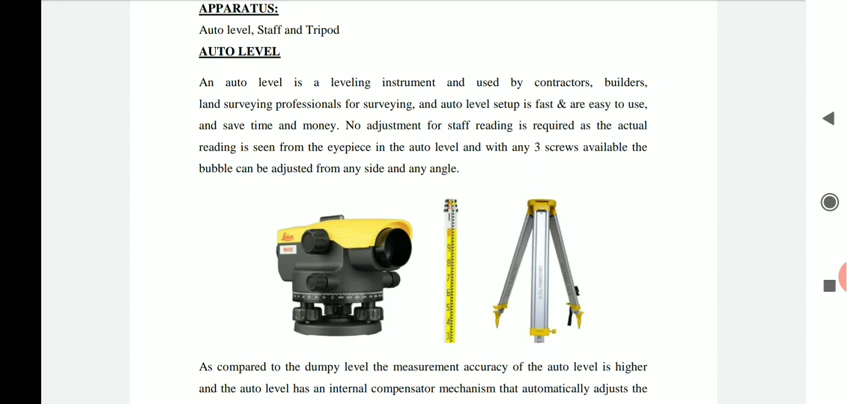 APPARATUS:
Auto level, Staff and Tripod
AUTO LEVEL
An auto level is a leveling instrument and used by contractors, builders,
land surveying professionals for surveying, and auto level setup is fast & are easy to use,
and save time and money. No adjustment for staff reading is required as the actual
reading is seen from the eyepiece in the auto level and with any 3 screws available the
bubble can be adjusted from any side and any angle.
Leica
As compared to the dumpy level the measurement accuracy of the auto level is higher
and the auto level has an internal compensator mechanism that automatically adjusts the